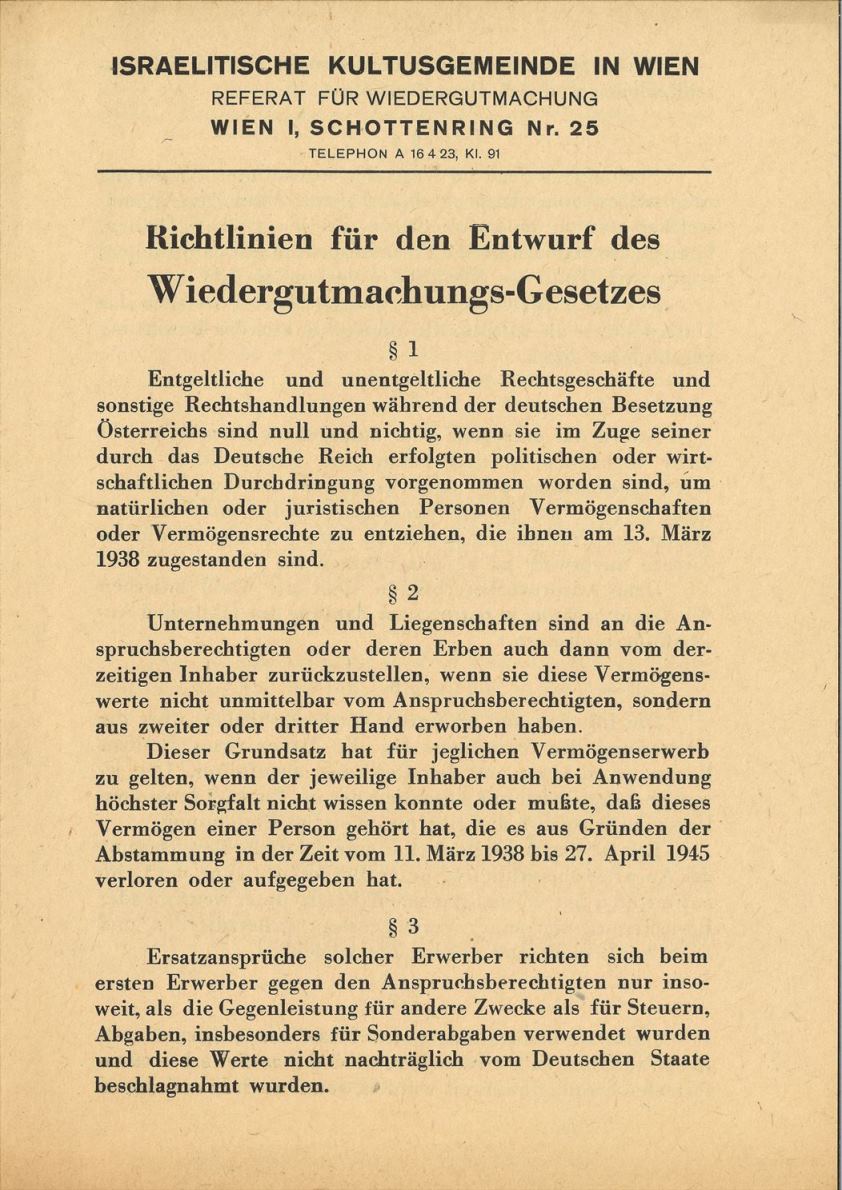 ISRAELITISCHE KULTUSGEMEINDE IN WIEN
REFERAT FÜR WIEDERGUTMACHUNG
WIEN I, SCHOTTENRING Nr. 25
TELEPHON A 16 4 23, Kl. 91
Richtlinien für den Entwurf des
Wiedergutmachungs-Gesetzes
§ 1
Entgeltliche und unentgeltliche Rechtsgeschäfte und
sonstige Rechtshandlungen während der deutschen Besetzung
Österreichs sind null und nichtig, wenn sie im Zuge seiner
durch das Deutsche Reich erfolgten politischen oder wirt-
schaftlichen Durchdringung vorgenommen worden sind, um
natürlichen oder juristischen Personen Vermögenschaften
oder Vermögensrechte zu entziehen, die ihnen am 13. März
1938 zugestanden sind.
§ 2
Unternehmungen und Liegenschaften sind an die An-
spruchsberechtigten oder deren Erben auch dann vom der-
zeitigen Inhaber zurückzustellen, wenn sie diese Vermögens-
werte nicht unmittelbar vom Anspruchsberechtigten, sondern
aus zweiter oder dritter Hand erworben haben.
Dieser Grundsatz hat für jeglichen Vermögenserwerb
zu gelten, wenn der jeweilige Inhaber auch bei Anwendung
höchster Sorgfalt nicht wissen konnte oder mußte, daß dieses
Vermögen einer Person gehört hat, die es aus Gründen der
Abstammung in der Zeit vom 11. März 1938 bis 27. April 1945
verloren oder aufgegeben hat.
§ 3
Ersatzansprüche solcher Erwerber richten sich beim
ersten Erwerber gegen den Anspruchsberechtigten nur inso-
weit, als die Gegenleistung für andere Zwecke als für Steuern,
Abgaben, insbesonders für Sonderabgaben verwendet wurden
und diese Werte nicht nachträglich vom Deutschen Staate
beschlagnahmt wurden.